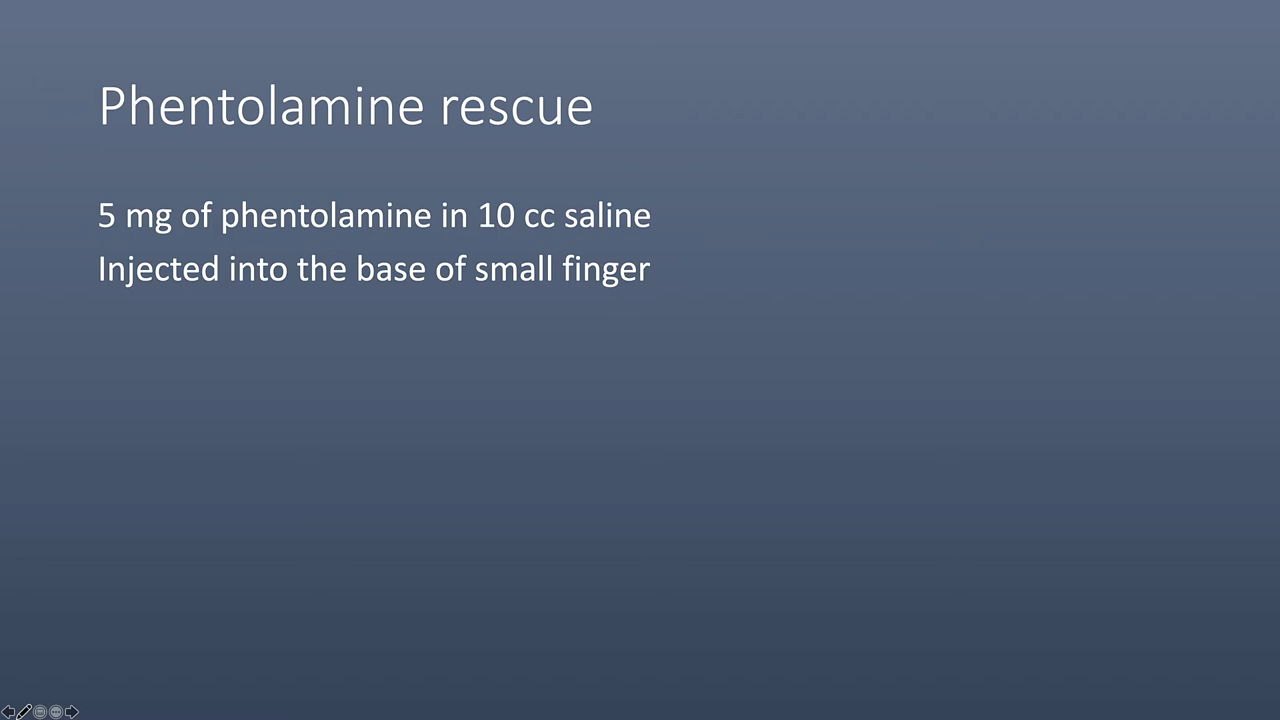 Phentolamine rescue
5 mg of phentolamine in 10 cc saline
Injected into the base of small finger